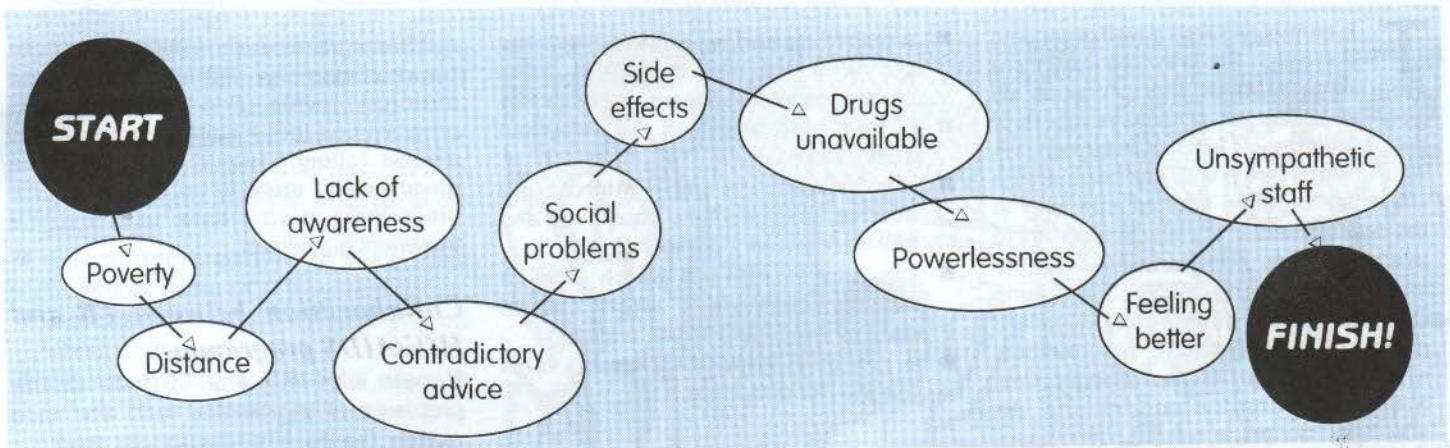 START
Poverty
Distance
Lack of
awareness
Contradictory
advice
Social
problems
Side
effects
Drugs
unavailable
Powerlessness
Feeling
better
Unsympathetic
staff
FINISH!